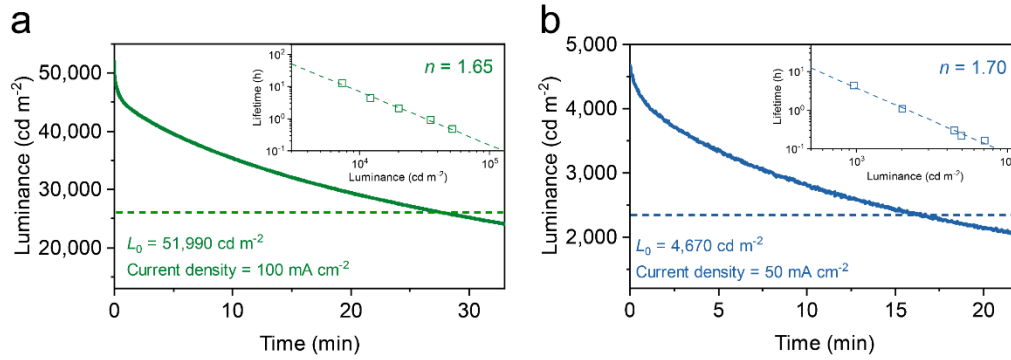 a
Luminance (cd m⁻²)
50,000
40,000
30,000
20,000
0
10
20
30
Time (min)
L₀ = 51,990 cd m⁻²
Current density = 100 mA cm⁻²
n = 1.65
Lifetime (h)
10²
10¹
10⁰
10⁻¹
10⁴
10⁵
Luminance (cd m⁻²)
b
Luminance (cd m⁻²)
5,000
4,000
3,000
2,000
0
5
10
15
20
Time (min)
L₀ = 4,670 cd m⁻²
Current density = 50 mA cm⁻²
n = 1.70
Lifetime (h)
10¹
10⁰
10⁻¹
10³
Luminance (cd m⁻²)